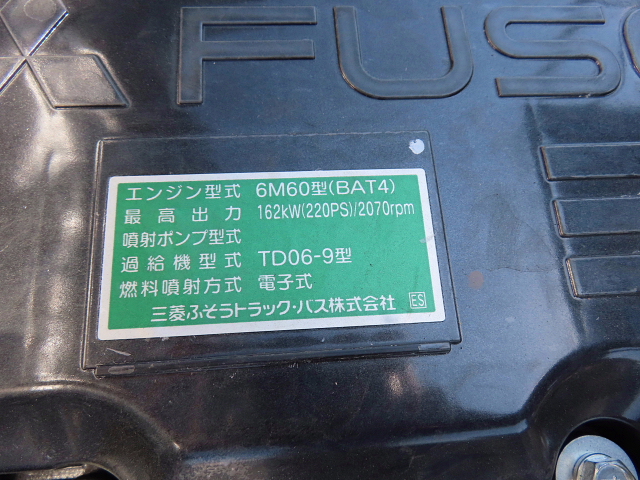 FUSO
エンジン型式 6M60型(BAT4)
最高出力 162kW(220PS)/2070rpm
噴射ポンプ型式
過給機型式 TD06-9型
燃料噴射方式 電子式
三菱ふそうトラック・バス株式会社 ES